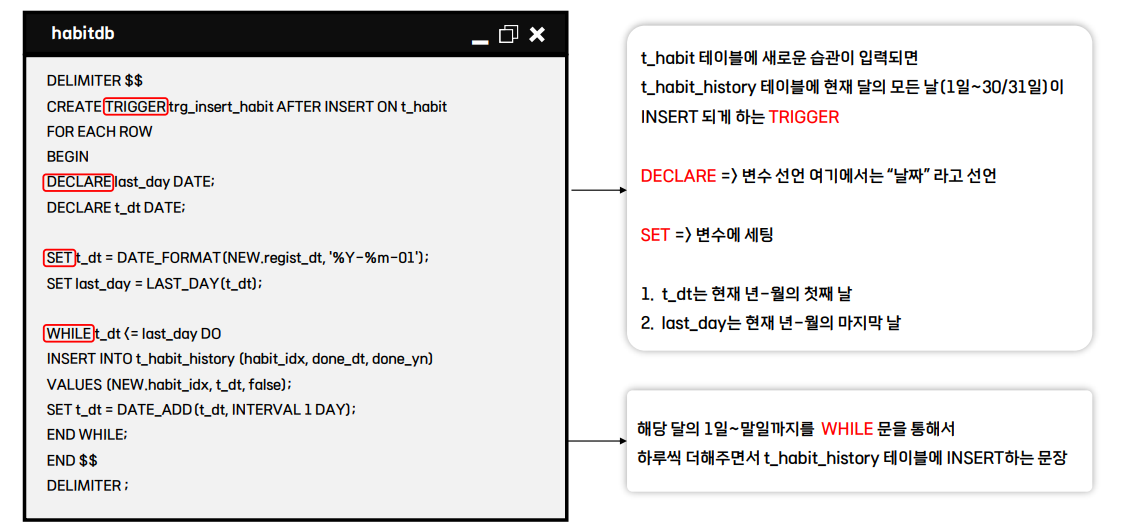 habitdb
DELIMITER $$
CREATE TRIGGER trg_insert_habit AFTER INSERT ON t_habit
FOR EACH ROW
BEGIN
DECLARE last_day DATE;
DECLARE t_dt DATE;
SET t_dt = DATE_FORMAT(NEW.regist_dt, '%Y-%m-01');
SET last_day = LAST_DAY(t_dt);
WHILE t_dt <= last_day DO
INSERT INTO t_habit_history (habit_idx, done_dt, done_yn)
VALUES (NEW.habit_idx, t_dt, false);
SET t_dt = DATE_ADD(t_dt, INTERVAL 1 DAY);
END WHILE;
END $$
DELIMITER ;
t_habit 테이블에 새로운 습관이 입력되면
t_habit_history 테이블에 현재 달의 모든 날(1일~30/31일)이
INSERT 되게 하는 TRIGGER
DECLARE => 변수 선언 여기에서는 “날짜” 라고 선언
SET => 변수에 세팅
1. t_dt는 현재 년-월의 첫째 날
2. last_day는 현재 년-월의 마지막 날
해당 달의 1일~말일까지를 WHILE 문을 통해서
하루씩 더해주면서 t_habit_history 테이블에 INSERT하는 문장